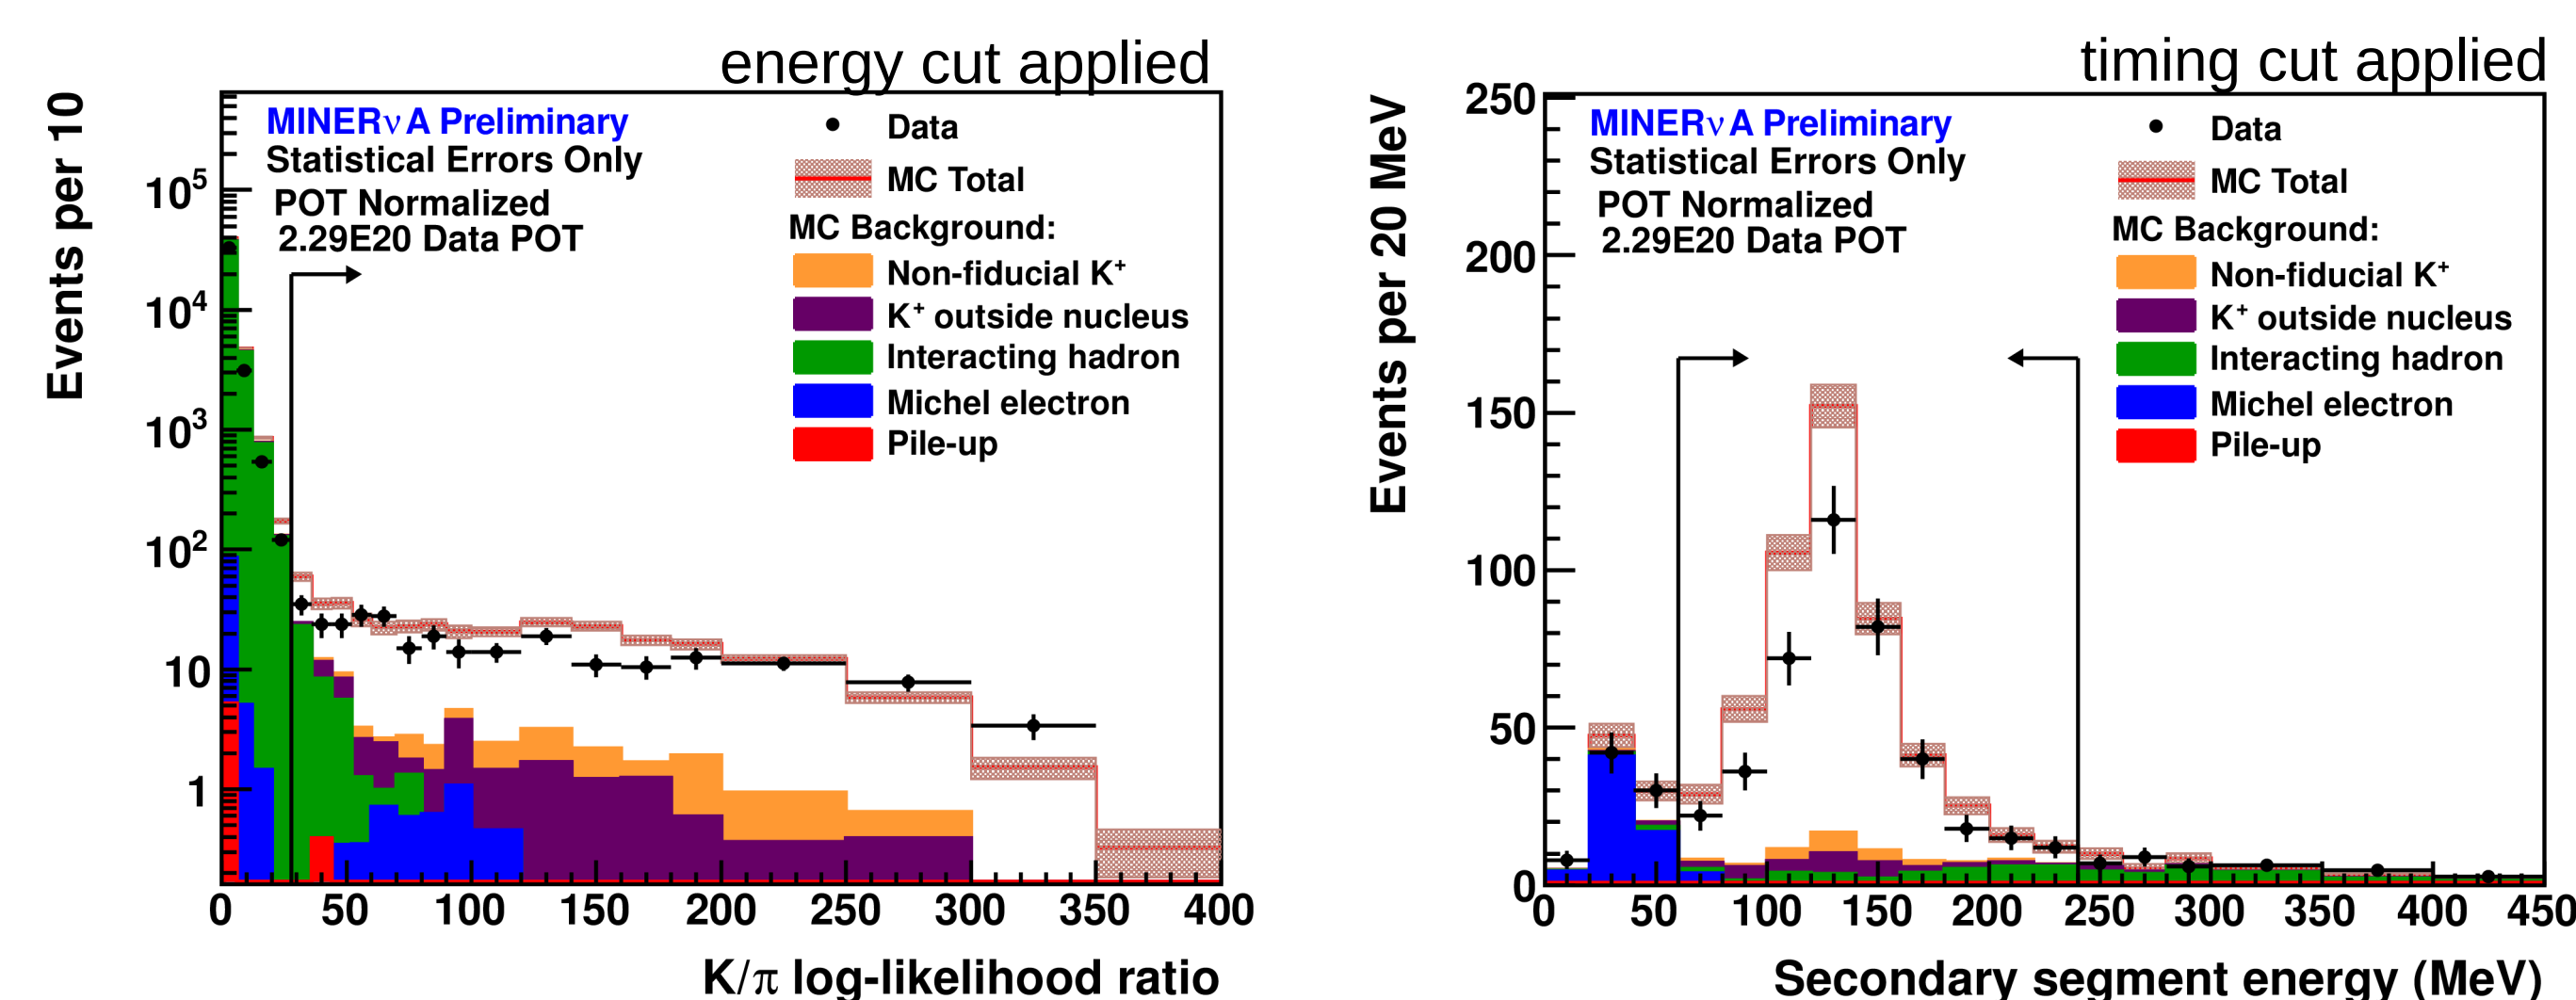 energy cut applied
Events per 10
MINERνA Preliminary
Statistical Errors Only
POT Normalized
2.29E20 Data POT
Data
MC Total
MC Background:
Non-fiducial K⁺
K⁺ outside nucleus
Interacting hadron
Michel electron
Pile-up
10⁵
10⁴
10³
10²
10
1
0 50 100 150 200 250 300 350 400
K/π log-likelihood ratio
timing cut applied
Events per 20 MeV
MINERνA Preliminary
Statistical Errors Only
POT Normalized
2.29E20 Data POT
Data
MC Total
MC Background:
Non-fiducial K⁺
K⁺ outside nucleus
Interacting hadron
Michel electron
Pile-up
250
200
150
100
50
0
0 50 100 150 200 250 300 350 400 450
Secondary segment energy (MeV)